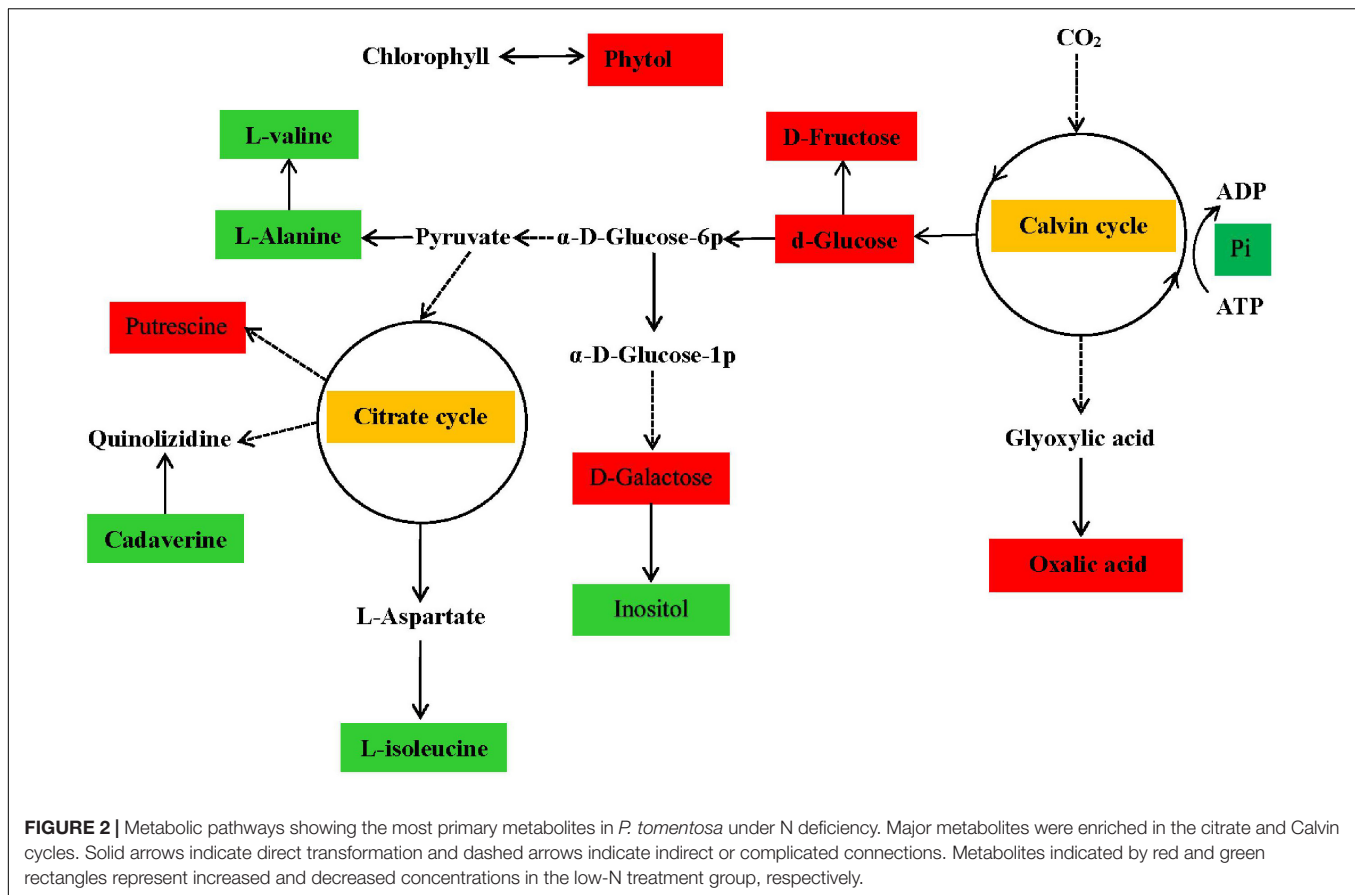 CO₂
Chlorophyll
Phytol
L-valine
D-Fructose
ADP
L-Alanine
Pyruvate
α-D-Glucose-6p
d-Glucose
Calvin cycle
Pi
ATP
Putrescine
α-D-Glucose-1p
Citrate cycle
Quinolizidine
Glyoxylic acid
D-Galactose
Cadaverine
Oxalic acid
Inositol
L-Aspartate
L-isoleucine
FIGURE 2 | Metabolic pathways showing the most primary metabolites in P. tomentosa under N deficiency. Major metabolites were enriched in the citrate and Calvin
cycles. Solid arrows indicate direct transformation and dashed arrows indicate indirect or complicated connections. Metabolites indicated by red and green
rectangles represent increased and decreased concentrations in the low-N treatment group, respectively.